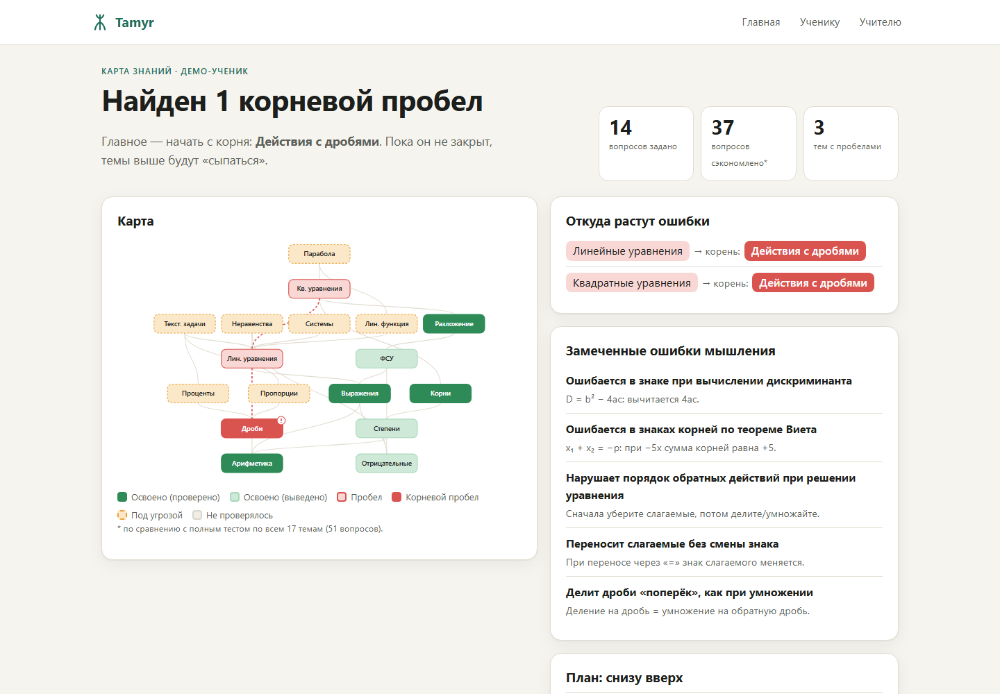 Tamyr
Главная
Ученику
Учителю
КАРТА ЗНАНИЙ · ДЕМО-УЧЕНИК
Найден 1 корневой пробел
Главное — начать с корня: Действия с дробями. Пока он не закрыт,
темы выше будут «сыпаться».
14
вопросов задано
37
вопросов
сэкономлено*
3
тем с пробелами
Карта
Парабола
Кв. уравнения
Текст. задачи
Неравенства
Системы
Лин. функция
Разложение
Лин. уравнения
ФСУ
Проценты
Пропорции
Выражения
Корни
Дроби
!
Степени
Арифметика
Отрицательные
Освоено (проверено)
Освоено (выведено)
Пробел
Корневой пробел
Под угрозой
Не проверялось
* по сравнению с полным тестом по всем 17 темам (51 вопросов).
Откуда растут ошибки
Линейные уравнения → корень: Действия с дробями
Квадратные уравнения → корень: Действия с дробями
Замеченные ошибки мышления
Ошибается в знаке при вычислении дискриминанта
D = b² − 4ac: вычитается 4ac.
Ошибается в знаках корней по теореме Виета
x₁ + x₂ = −p: при −5x сумма корней равна +5.
Нарушает порядок обратных действий при решении
уравнения
Сначала уберите слагаемые, потом делите/умножайте.
Переносит слагаемые без смены знака
При переносе через «=» знак слагаемого меняется.
Делит дроби «поперёк», как при умножении
Деление на дробь = умножение на обратную дробь.
План: снизу вверх